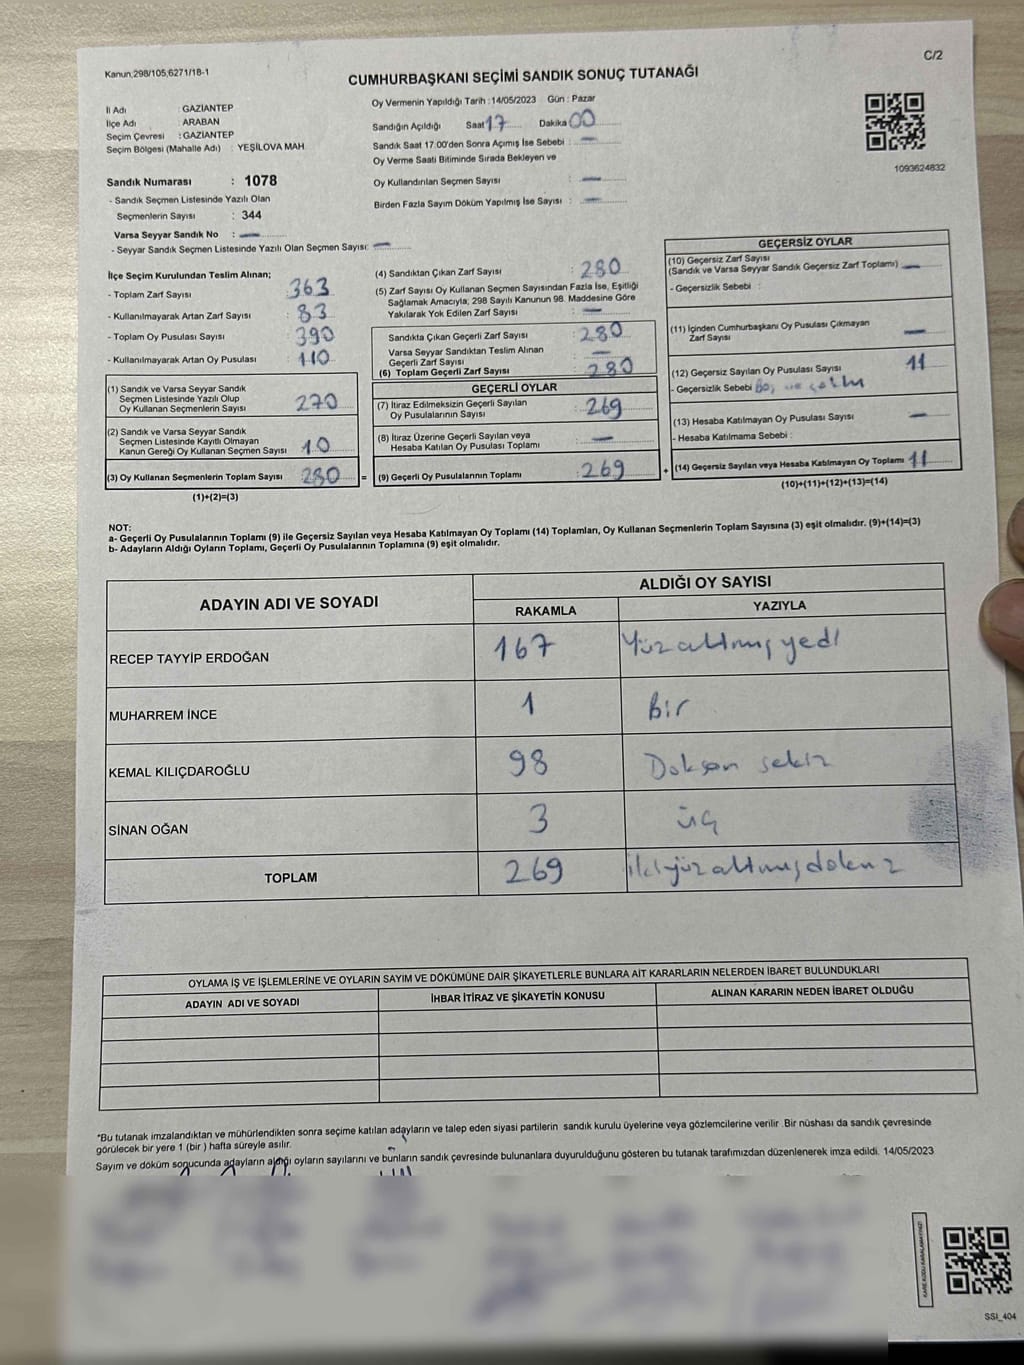 Kanun,298/105,6271/18-1
C/2
CUMHURBAŞKANI SEÇİMİ SANDIK SONUÇ TUTANAĞI
İl Adı : GAZİANTEP
İlçe Adı : ARABAN
Seçim Çevresi : GAZİANTEP
Seçim Bölgesi (Mahalle Adı) : YEŞİLOVA MAH.
Sandık Numarası : 1078
- Sandık Seçmen Listesinde Yazılı Olan
Seçmenlerin Sayısı : 344
Varsa Seyyar Sandık No : —
- Seyyar Sandık Seçmen Listesinde Yazılı Olan Seçmen Sayısı: —
Oy Vermenin Yapıldığı Tarih : 14/05/2023 Gün : Pazar
Sandığın Açıldığı Saat 17 Dakika 00
Sandık Saat 17.00'den Sonra Açımış İse Sebebi : —
Oy Verme Saati Bitiminde Sırada Bekleyen ve
Oy Kullandırılan Seçmen Sayısı : —
Birden Fazla Sayım Döküm Yapılmış İse Sayısı : —
1093624832
İlçe Seçim Kurulundan Teslim Alınan;
- Toplam Zarf Sayısı : 363
- Kullanılmayarak Artan Zarf Sayısı : 83
- Toplam Oy Pusulası Sayısı : 390
- Kullanılmayarak Artan Oy Pusulası : 110
(1) Sandık ve Varsa Seyyar Sandık
Seçmen Listesinde Yazılı Olup
Oy Kullanan Seçmenlerin Sayısı : 270
(2) Sandık ve Varsa Seyyar Sandık
Seçmen Listesinde Kayıtlı Olmayan
Kanun Gereği Oy Kullanan Seçmen Sayısı : 10
(3) Oy Kullanan Seçmenlerin Toplam Sayısı : 280 =
(1)+(2)=(3)
(4) Sandıktan Çıkan Zarf Sayısı : 280
(5) Zarf Sayısı Oy Kullanan Seçmen Sayısından Fazla İse, Eşitliği
Sağlamak Amacıyla; 298 Sayılı Kanunun 98. Maddesine Göre
Yakılarak Yok Edilen Zarf Sayısı : —
Sandıkta Çıkan Geçerli Zarf Sayısı : 280
Varsa Seyyar Sandıktan Teslim Alınan
Geçerli Zarf Sayısı : —
(6) Toplam Geçerli Zarf Sayısı : 280
GEÇERLİ OYLAR
(7) İtiraz Edilmeksizin Geçerli Sayılan
Oy Pusulalarının Sayısı : 269
(8) İtiraz Üzerine Geçerli Sayılan veya
Hesaba Katılan Oy Pusulası Toplamı : —
(9) Geçerli Oy Pusulalarının Toplamı : 269 +
GEÇERSİZ OYLAR
(10) Geçersiz Zarf Sayısı
(Sandık ve Varsa Seyyar Sandık Geçersiz Zarf Toplamı) —
- Geçersizlik Sebebi :
(11) İçinden Cumhurbaşkanı Oy Pusulası Çıkmayan
Zarf Sayısı —
(12) Geçersiz Sayılan Oy Pusulası Sayısı 11
- Geçersizlik Sebebi
(13) Hesaba Katılmayan Oy Pusulası Sayısı —
- Hesaba Katılmama Sebebi :
(14) Geçersiz Sayılan veya Hesaba Katılmayan Oy Toplamı 11
(10)+(11)+(12)+(13)=(14)
NOT:
a- Geçerli Oy Pusulalarının Toplamı (9) ile Geçersiz Sayılan veya Hesaba Katılmayan Oy Toplamı (14) Toplamları, Oy Kullanan Seçmenlerin Toplam Sayısına (3) eşit olmalıdır. (9)+(14)=(3)
b- Adayların Aldığı Oyların Toplamı, Geçerli Oy Pusulalarının Toplamına (9) eşit olmalıdır.
ADAYIN ADI VE SOYADI
ALDIĞI OY SAYISI
RAKAMLA YAZIYLA
RECEP TAYYİP ERDOĞAN 167 Yüz altmış yedi
MUHARREM İNCE 1 Bir
KEMAL KILIÇDAROĞLU 98 Doksan sekiz
SİNAN OĞAN 3 üç
TOPLAM 269 ikiyüz altmış dokuz
OYLAMA İŞ VE İŞLEMLERİNE VE OYLARIN SAYIM VE DÖKÜMÜNE DAİR ŞİKAYETLERLE BUNLARA AİT KARARLARIN NELERDEN İBARET BULUNDUKLARI
ADAYIN ADI VE SOYADI İHBAR İTİRAZ VE ŞİKAYETİN KONUSU ALINAN KARARIN NEDEN İBARET OLDUĞU
*Bu tutanak imzalandıktan ve mühürlendikten sonra seçime katılan adayların ve talep eden siyasi partilerin sandık kurulu üyelerine veya gözlemcilerine verilir. Bir nüshası da sandık çevresinde
görülecek bir yere 1 (bir ) hafta süreyle asılır.
Sayım ve döküm sonucunda adayların aldığı oyların sayılarını ve bunların sandık çevresinde bulunanlara duyurulduğunu gösteren bu tutanak tarafımızdan düzenlenerek imza edildi. 14/05/2023
KARE KODU KARALAMAYINIZ!
SSI_404